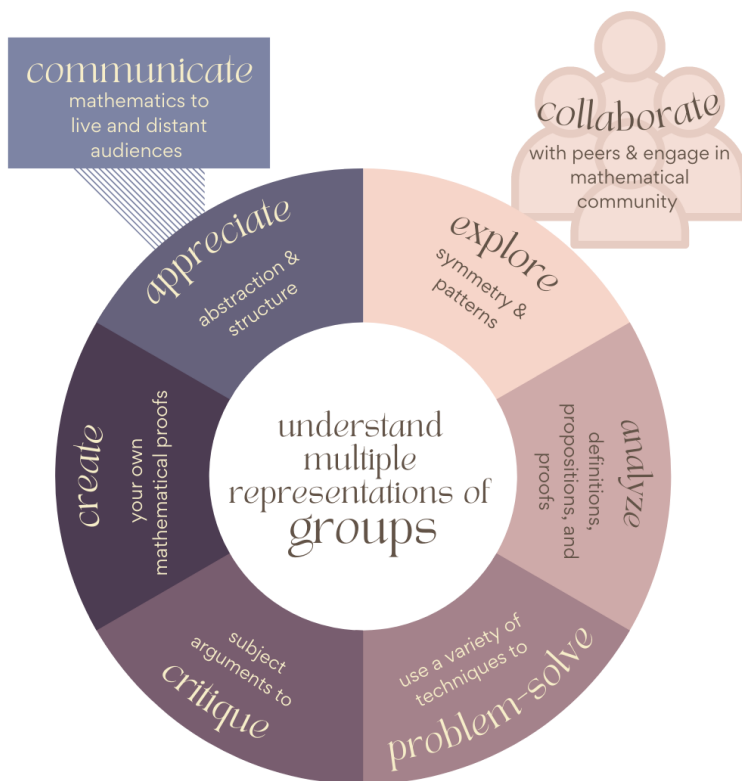 communicate
mathematics to
live and distant
audiences
collaborate
with peers & engage in
mathematical
community
appreciate
abstraction &
structure
explore
symmetry &
patterns
analyze
definitions,
propositions, and
proofs
use a variety of
techniques to
problem-solve
subject
arguments to
critique
create
your own
mathematical proofs
understand
multiple
representations of
groups